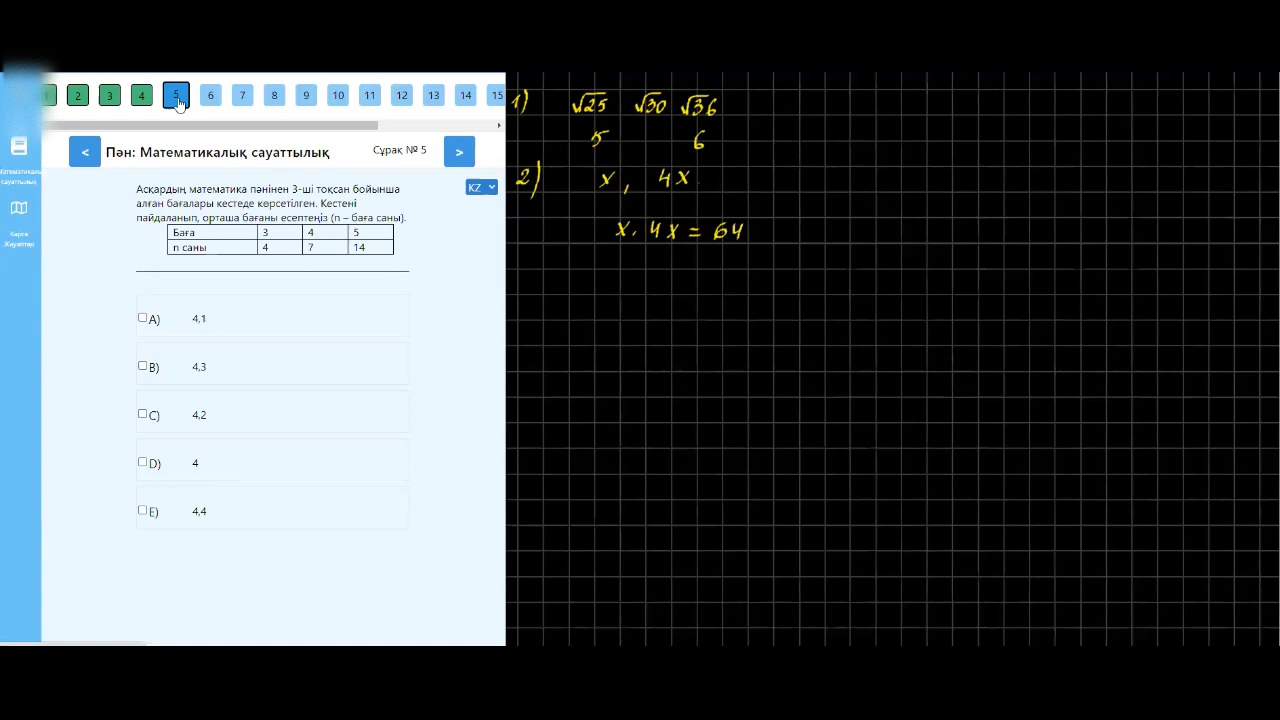 1 2 3 4 5 6 7 8 9 10 11 12 13 14 15
< Пән: Математикалық сауаттылық Сұрақ № 5 >
KZ
Асқардың математика пәнінен 3-ші тоқсан бойынша
алған бағалары кестеде көрсетілген. Кестені
пайдаланып, орташа бағаны есептеңіз (n – баға саны).
Баға 3 4 5
n саны 4 7 14
A) 4,1
B) 4,3
C) 4,2
D) 4
E) 4,4
1) √25 √30 √36
5 6
2) x, 4x
x · 4x = 64